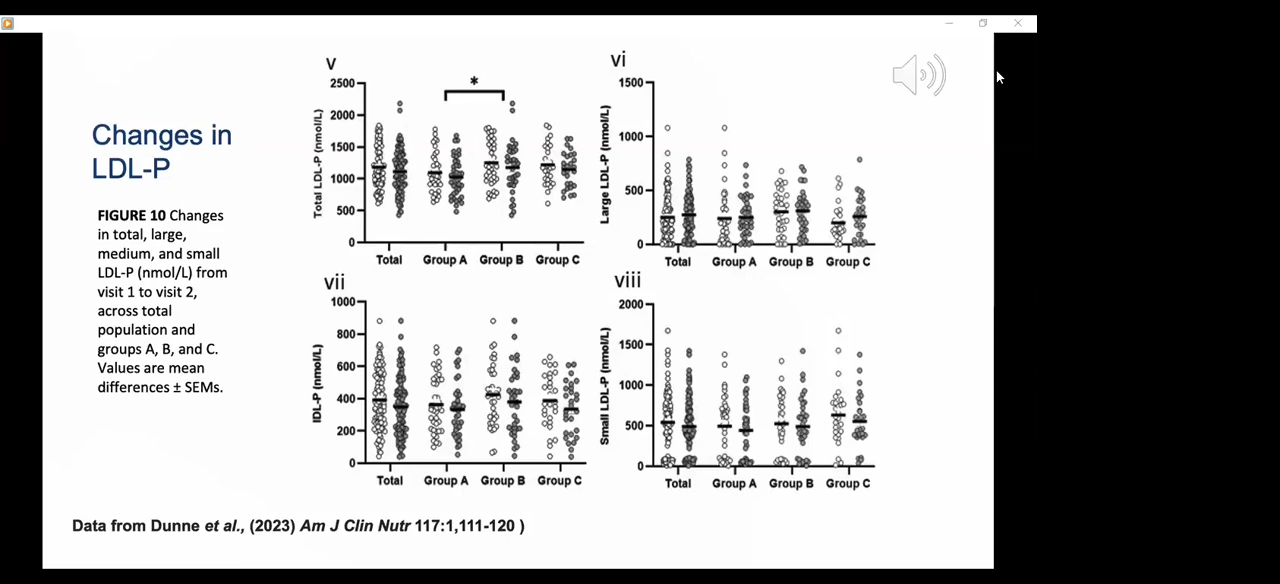 Changes in
LDL-P
FIGURE 10 Changes
in total, large,
medium, and small
LDL-P (nmol/L) from
visit 1 to visit 2,
across total
population and
groups A, B, and C.
Values are mean
differences ± SEMs.
v
*
Total LDL-P (nmol/L)
2500
2000
1500
1000
500
0
Total Group A Group B Group C
vi
Large LDL-P (nmol/L)
1500
1000
500
0
Total Group A Group B Group C
vii
IDL-P (nmol/L)
1000
800
600
400
200
0
Total Group A Group B Group C
viii
Small LDL-P (nmol/L)
2000
1500
1000
500
0
Total Group A Group B Group C
Data from Dunne et al., (2023) Am J Clin Nutr 117:1,111-120 )